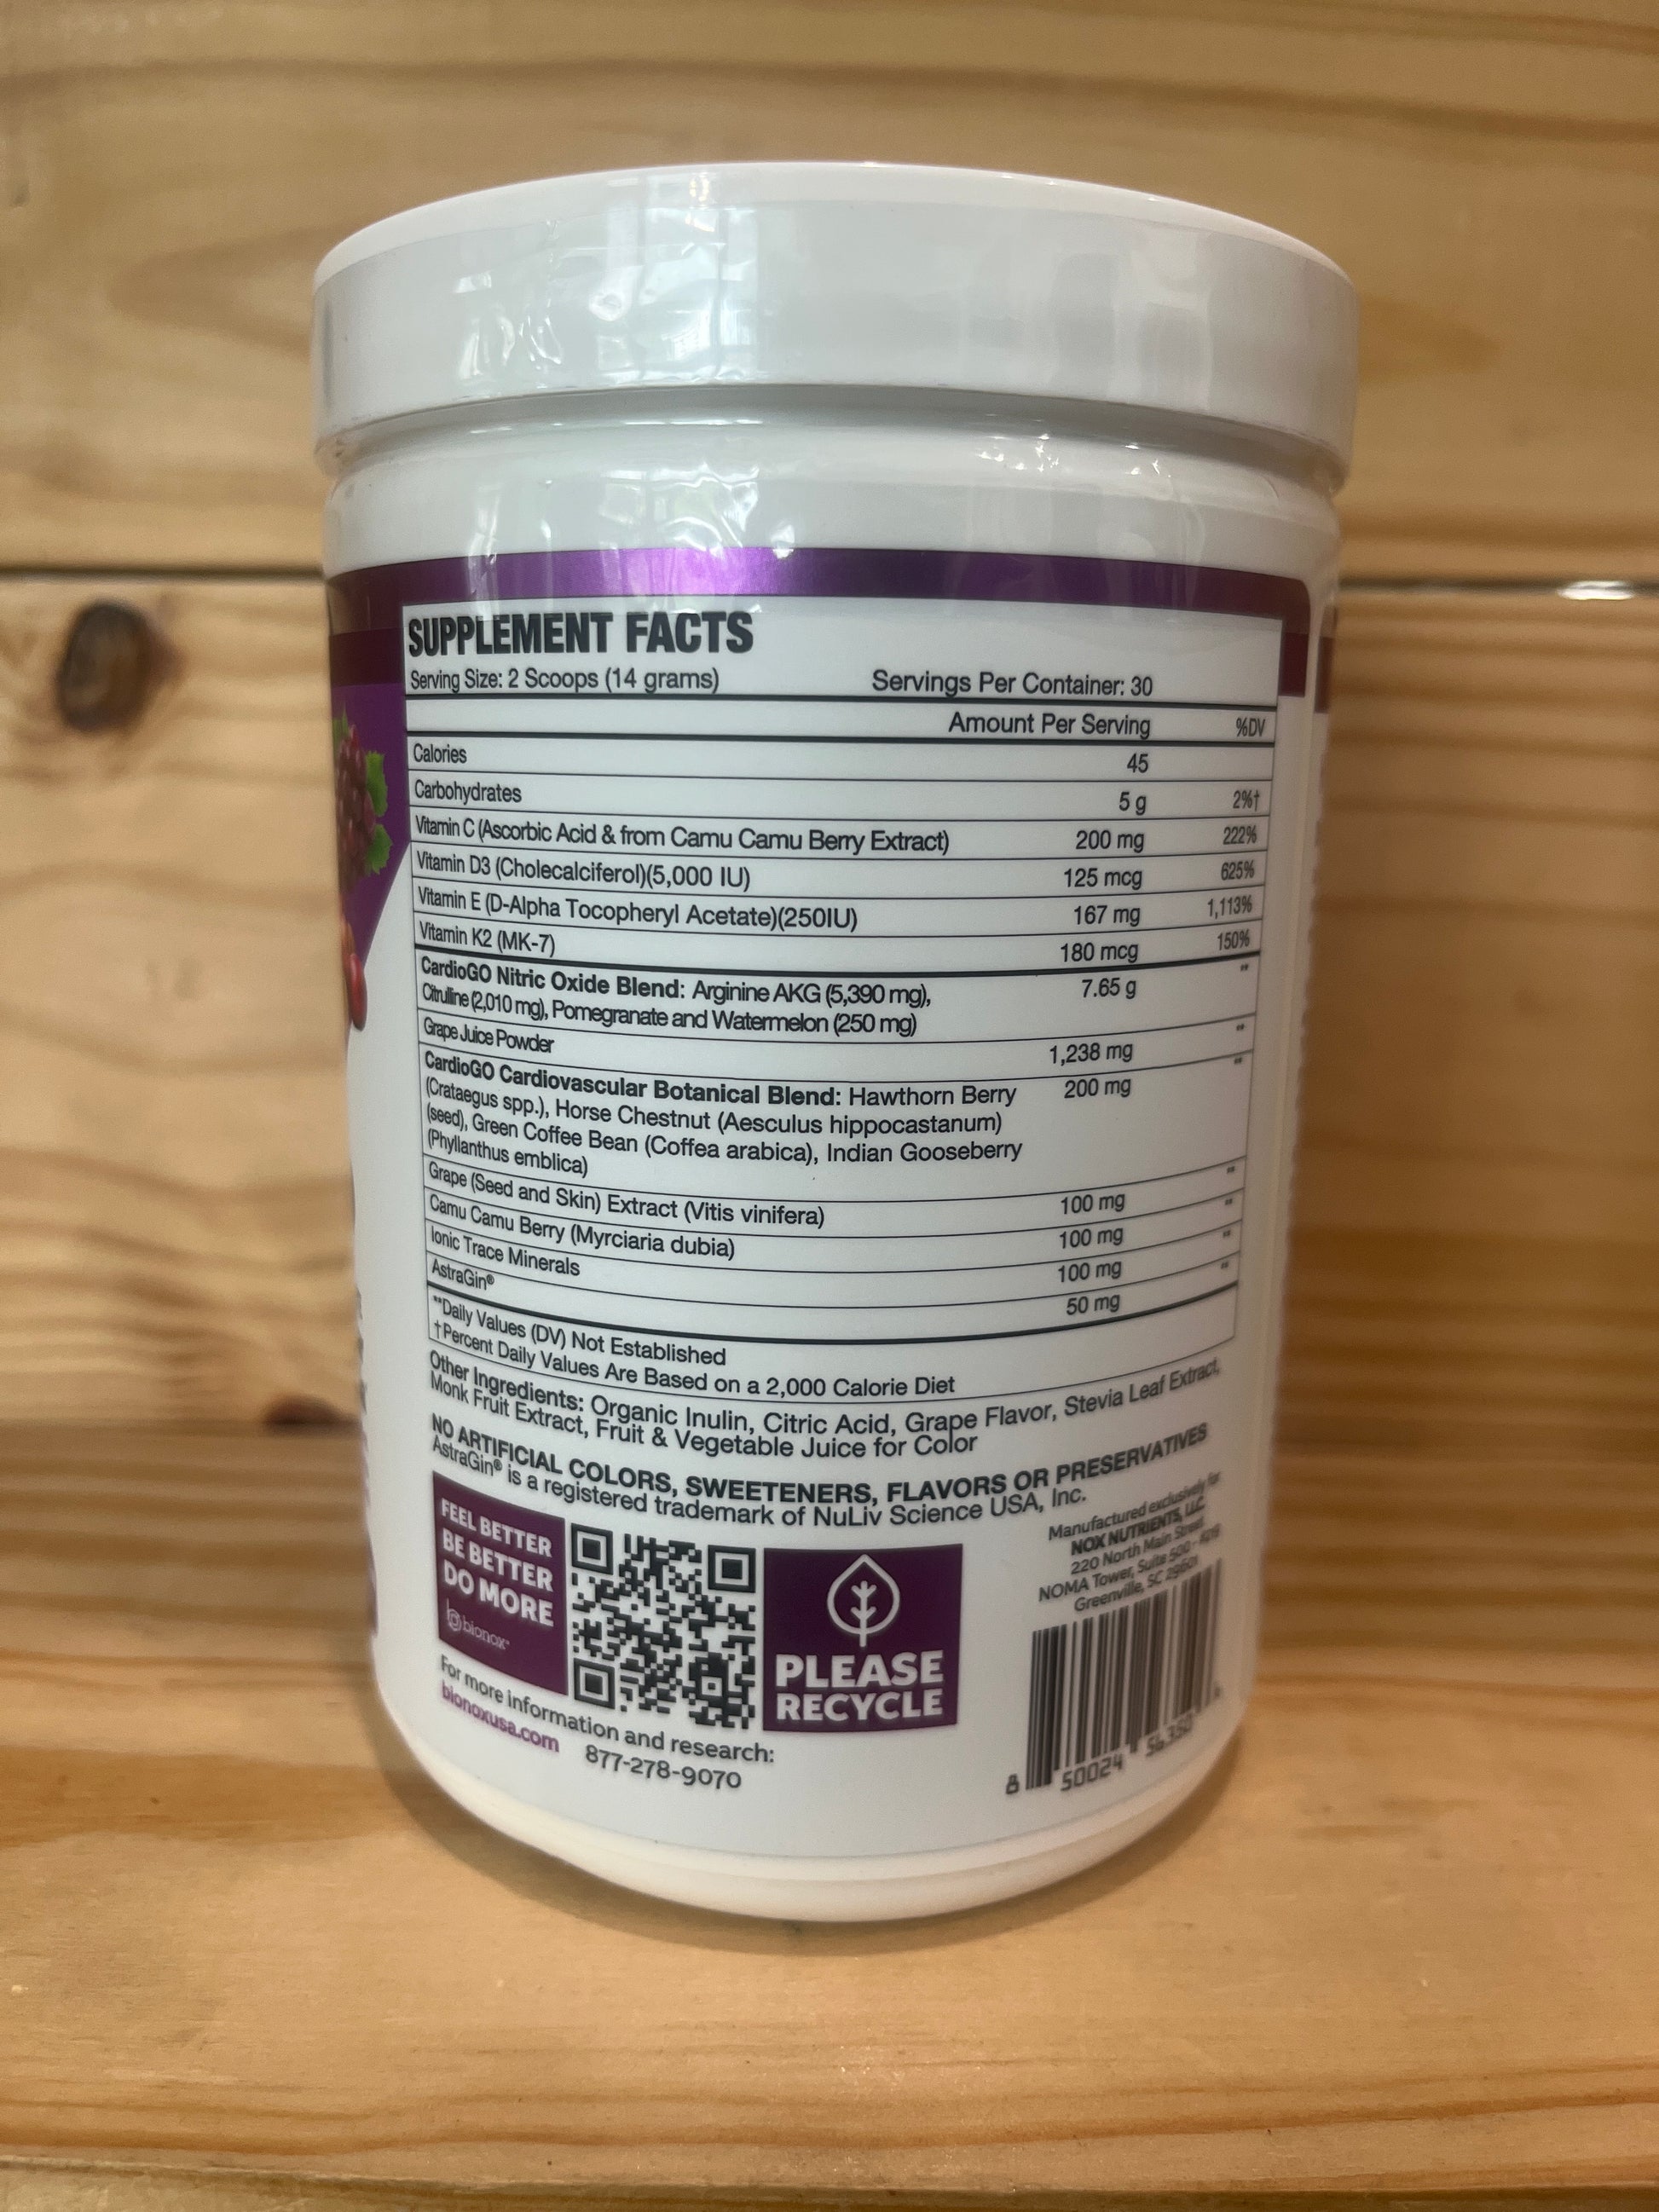 SUPPLEMENT FACTS
Serving Size: 2 Scoops (14 grams) Servings Per Container: 30
Amount Per Serving %DV
Calories 45
Carbohydrates 5 g 2%†
Vitamin C (Ascorbic Acid & from Camu Camu Berry Extract) 200 mg 222%
Vitamin D3 (Cholecalciferol)(5,000 IU) 125 mcg 625%
Vitamin E (D-Alpha Tocopheryl Acetate)(250IU) 167 mg 1,113%
Vitamin K2 (MK-7) 180 mcg 150%
CardioGO Nitric Oxide Blend: Arginine AKG (5,390 mg), 7.65 g **
Citrulline (2,010 mg), Pomegranate and Watermelon (250 mg)
Grape Juice Powder 1,238 mg **
CardioGO Cardiovascular Botanical Blend: Hawthorn Berry 200 mg **
(Crataegus spp.), Horse Chestnut (Aesculus hippocastanum)
(seed), Green Coffee Bean (Coffea arabica), Indian Gooseberry
(Phyllanthus emblica)
Grape (Seed and Skin) Extract (Vitis vinifera) 100 mg **
Camu Camu Berry (Myrciaria dubia) 100 mg **
Ionic Trace Minerals 100 mg **
AstraGin® 50 mg **
**Daily Values (DV) Not Established
†Percent Daily Values Are Based on a 2,000 Calorie Diet
Other Ingredients: Organic Inulin, Citric Acid, Grape Flavor, Stevia Leaf Extract,
Monk Fruit Extract, Fruit & Vegetable Juice for Color
NO ARTIFICIAL COLORS, SWEETENERS, FLAVORS OR PRESERVATIVES
AstraGin® is a registered trademark of NuLiv Science USA, Inc.
FEEL BETTER
BE BETTER
DO MORE
bionox
PLEASE
RECYCLE
Manufactured exclusively for
NOX NUTRIENTS, LLC
220 North Main Street
NOMA Tower, Suite 500 -
Greenville, SC 29601
For more information and research:
bionoxusa.com 877-278-9070
8 50024